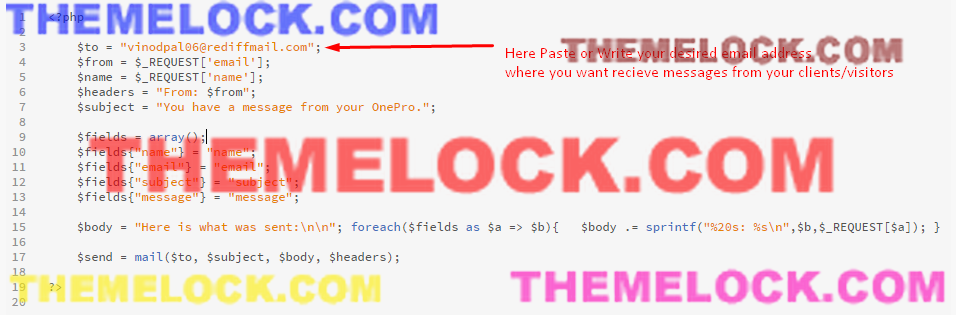 THEMELOCK.COM
1 <?php
2
3 $to = "vinodpal06@rediffmail.com";
Here Paste or Write your desired email address,
THEMELOCK.COM
4 $from = $_REQUEST['email'];
where you want recieve messages from your clients/visitors
5 $name = $_REQUEST['name'];
6 $headers = "From: $from";
7 $subject = "You have a message from your OnePro.";
8
9 $fields = array();
THEMELOCK.COM
10 $fields{"name"} = "name";
11 $fields{"email"} = "email";
12 $fields{"subject"} = "subject";
13 $fields{"message"} = "message";
14
15 $body = "Here is what was sent:\n\n"; foreach($fields as $a => $b){ $body .= sprintf("%20s: %s\n",$b,$_REQUEST[$a]); }
16
17 $send = mail($to, $subject, $body, $headers);
18
THEMELOCK.COM
THEMELOCK.COM
19 ?>
20